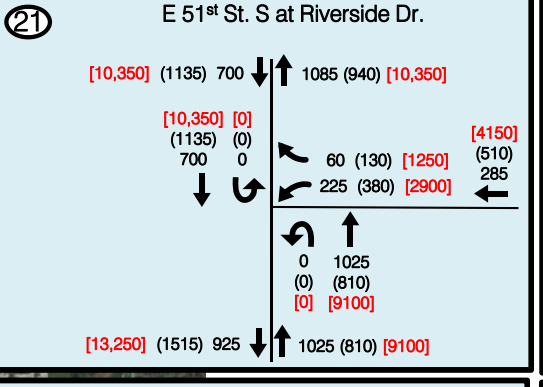 21
E 51st St. S at Riverside Dr.
[10,350] (1135) 700
1085 (940) [10,350]
[10,350] [0]
(1135) (0)
700 0
[4150]
(510)
285
60 (130) [1250]
225 (380) [2900]
0 1025
(0) (810)
[0] [9100]
[13,250] (1515) 925
1025 (810) [9100]